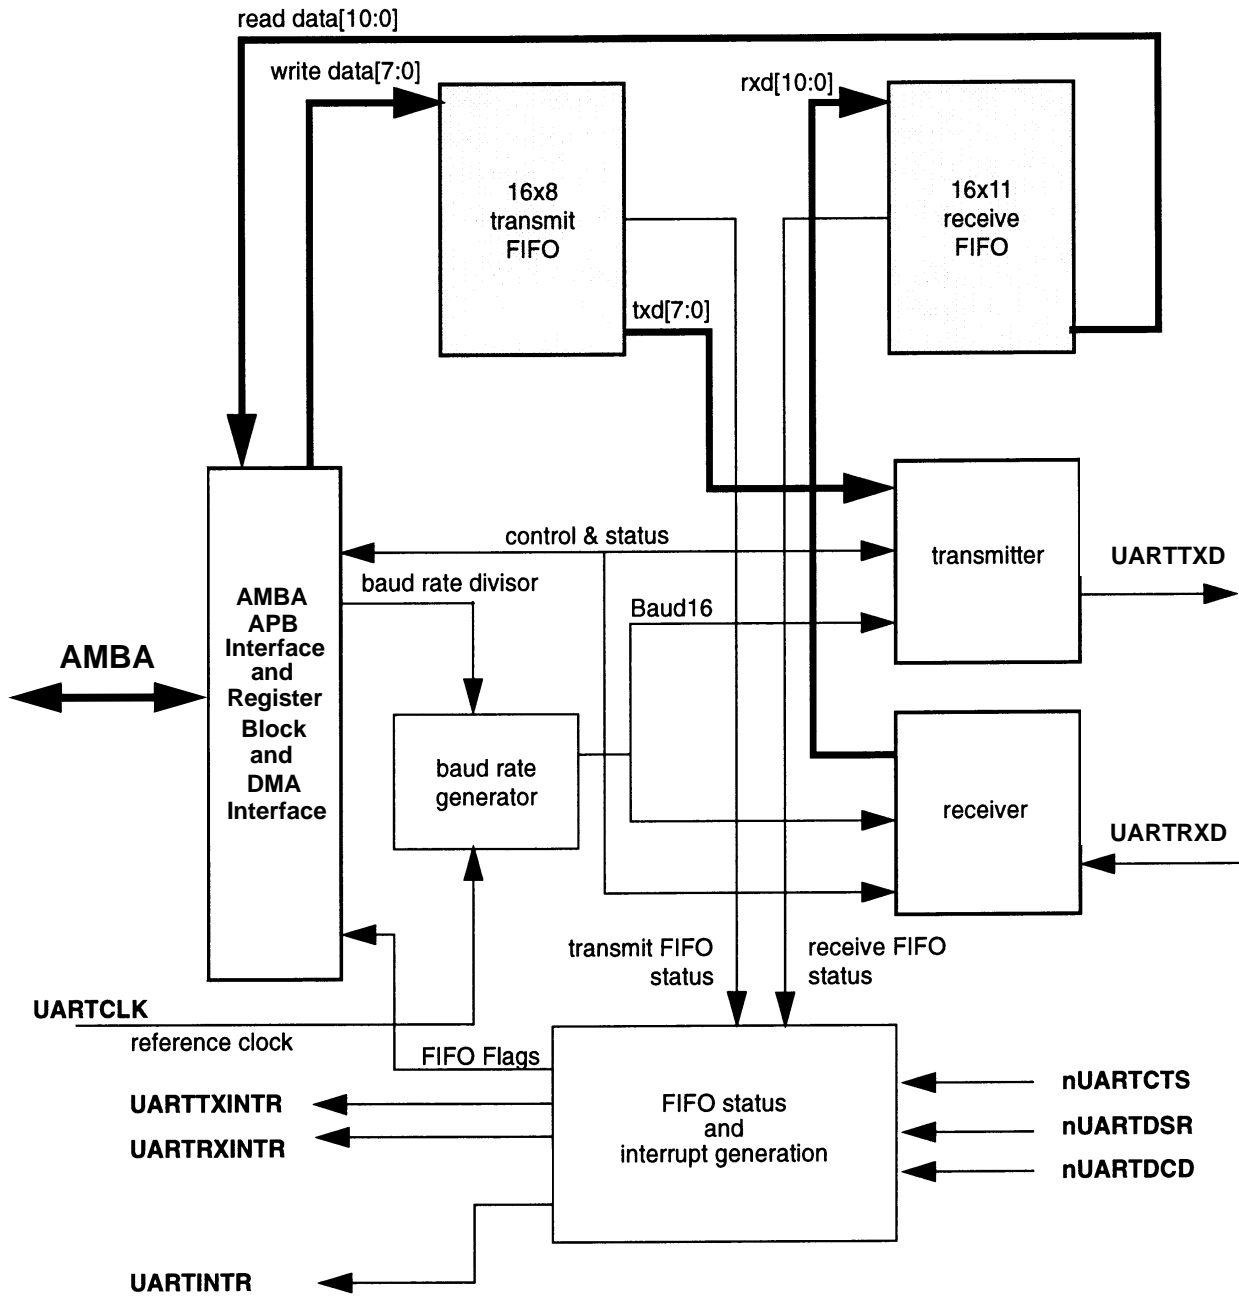 read data[10:0]
write data[7:0]
rxd[10:0]
16x8
transmit
FIFO
16x11
receive
FIFO
txd[7:0]
control & status
transmitter
UARTTXD
baud rate divisor
AMBA
APB
Interface
and
Register
Block
and
DMA
Interface
Baud16
AMBA
baud rate
generator
receiver
UARTRXD
transmit FIFO
status
receive FIFO
status
UARTCLK
reference clock
FIFO Flags
UARTTXINTR
UARTRXINTR
FIFO status
and
interrupt generation
nUARTCTS
nUARTDSR
nUARTDCD
UARTINTR